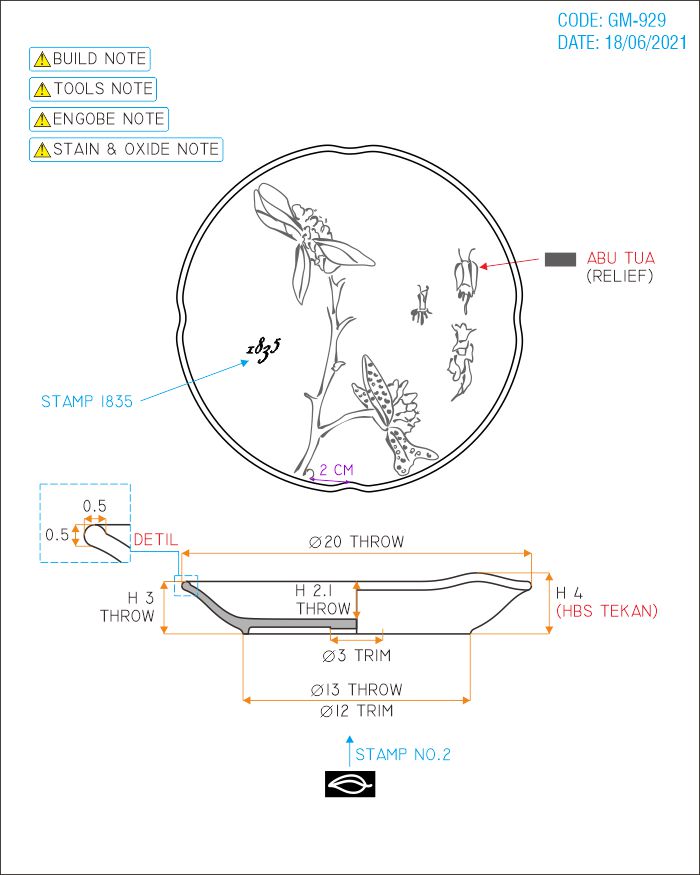 CODE: GM-929
DATE: 18/06/2021
BUILD NOTE
TOOLS NOTE
ENGOBE NOTE
STAIN & OXIDE NOTE
ABU TUA
(RELIEF)
1835
STAMP 1835
2 CM
0.5
0.5
DETIL
Ø20 THROW
H 3
THROW
H 2.1
THROW
H 4
(HBS TEKAN)
Ø3 TRIM
Ø13 THROW
Ø12 TRIM
STAMP NO.2